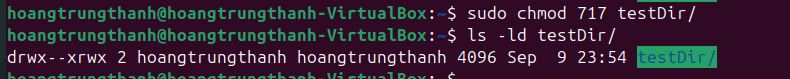 hoangtrungthanh@hoangtrungthanh-VirtualBox:~$ sudo chmod 717 testDir/
hoangtrungthanh@hoangtrungthanh-VirtualBox:~$ ls -ld testDir/
drwx--xrwx 2 hoangtrungthanh hoangtrungthanh 4096 Sep  9 23:54 testDir/